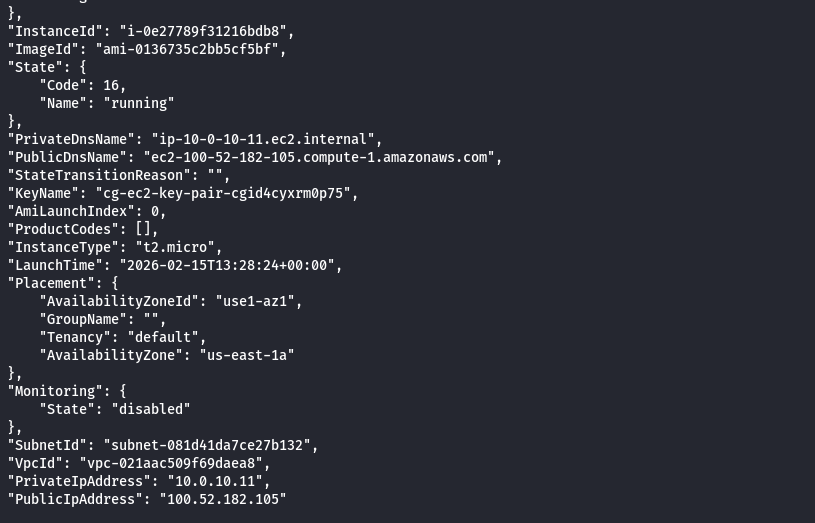 },
"InstanceId": "i-0e27789f31216bdb8",
"ImageId": "ami-0136735c2bb5cf5bf",
"State": {
    "Code": 16,
    "Name": "running"
},
"PrivateDnsName": "ip-10-0-10-11.ec2.internal",
"PublicDnsName": "ec2-100-52-182-105.compute-1.amazonaws.com",
"StateTransitionReason": "",
"KeyName": "cg-ec2-key-pair-cgid4cyxrm0p75",
"AmiLaunchIndex": 0,
"ProductCodes": [],
"InstanceType": "t2.micro",
"LaunchTime": "2026-02-15T13:28:24+00:00",
"Placement": {
    "AvailabilityZoneId": "use1-az1",
    "GroupName": "",
    "Tenancy": "default",
    "AvailabilityZone": "us-east-1a"
},
"Monitoring": {
    "State": "disabled"
},
"SubnetId": "subnet-081d41da7ce27b132",
"VpcId": "vpc-021aac509f69daea8",
"PrivateIpAddress": "10.0.10.11",
"PublicIpAddress": "100.52.182.105"